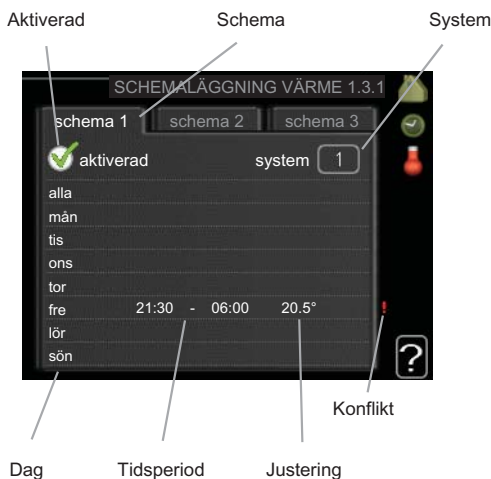 Aktiverad Schema System
SCHEMALÄGGNING VÄRME 1.3.1
schema 1 schema 2 schema 3
aktiverad system 1
alla
mån
tis
ons
tor
fre 21:30 - 06:00 20.5° !
lör
sön
?
Konflikt
Dag Tidsperiod Justering